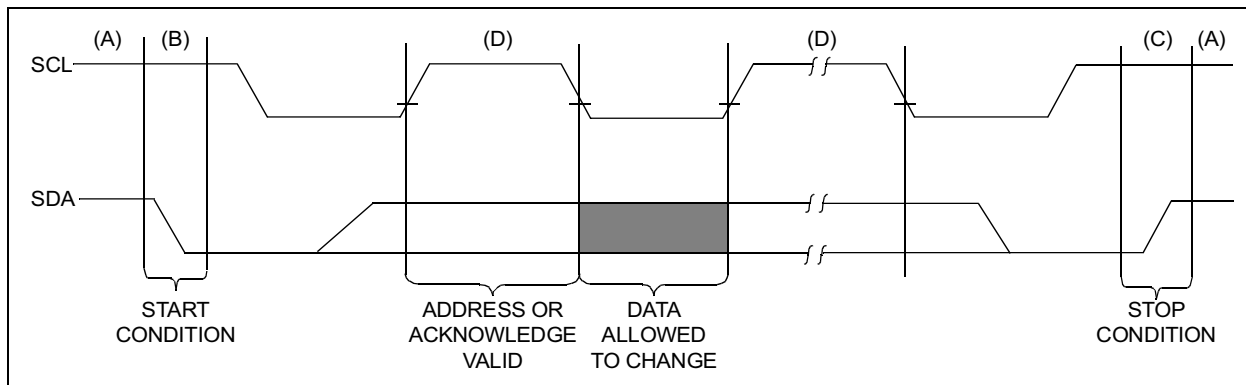 (A) (B) (D) (D) (C) (A)
SCL
SDA
START
CONDITION
ADDRESS OR
ACKNOWLEDGE
VALID
DATA
ALLOWED
TO CHANGE
STOP
CONDITION